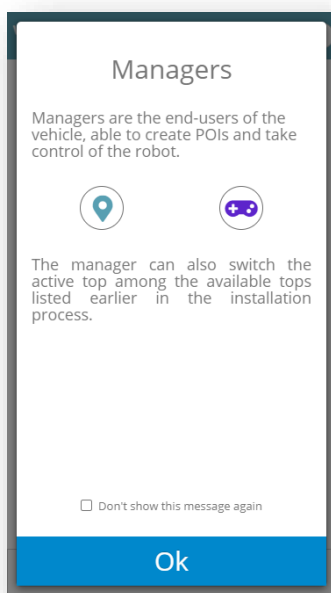 Managers
Managers are the end-users of the
vehicle, able to create POIs and take
control of the robot.
The manager can also switch the
active top among the available tops
listed earlier in the installation
process.
Don't show this message again
Ok